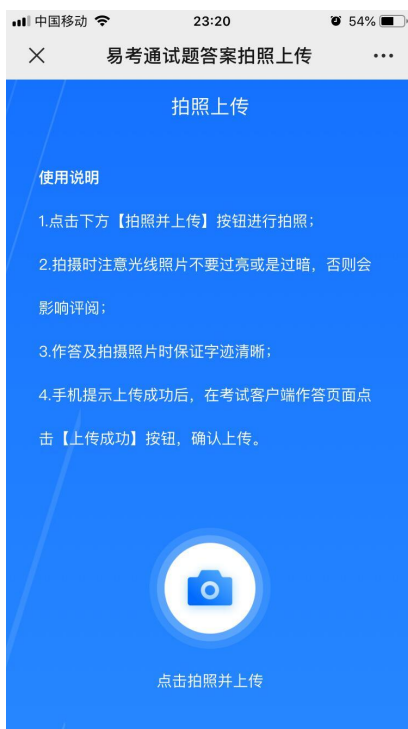 中国移动 23:20 54%
易考通试题答案拍照上传
拍照上传
使用说明
1.点击下方【拍照并上传】按钮进行拍照；
2.拍摄时注意光线照片不要过亮或是过暗，否则会
影响评阅；
3.作答及拍摄照片时保证字迹清晰；
4.手机提示上传成功后，在考试客户端作答页面点
击【上传成功】按钮，确认上传。
点击拍照并上传